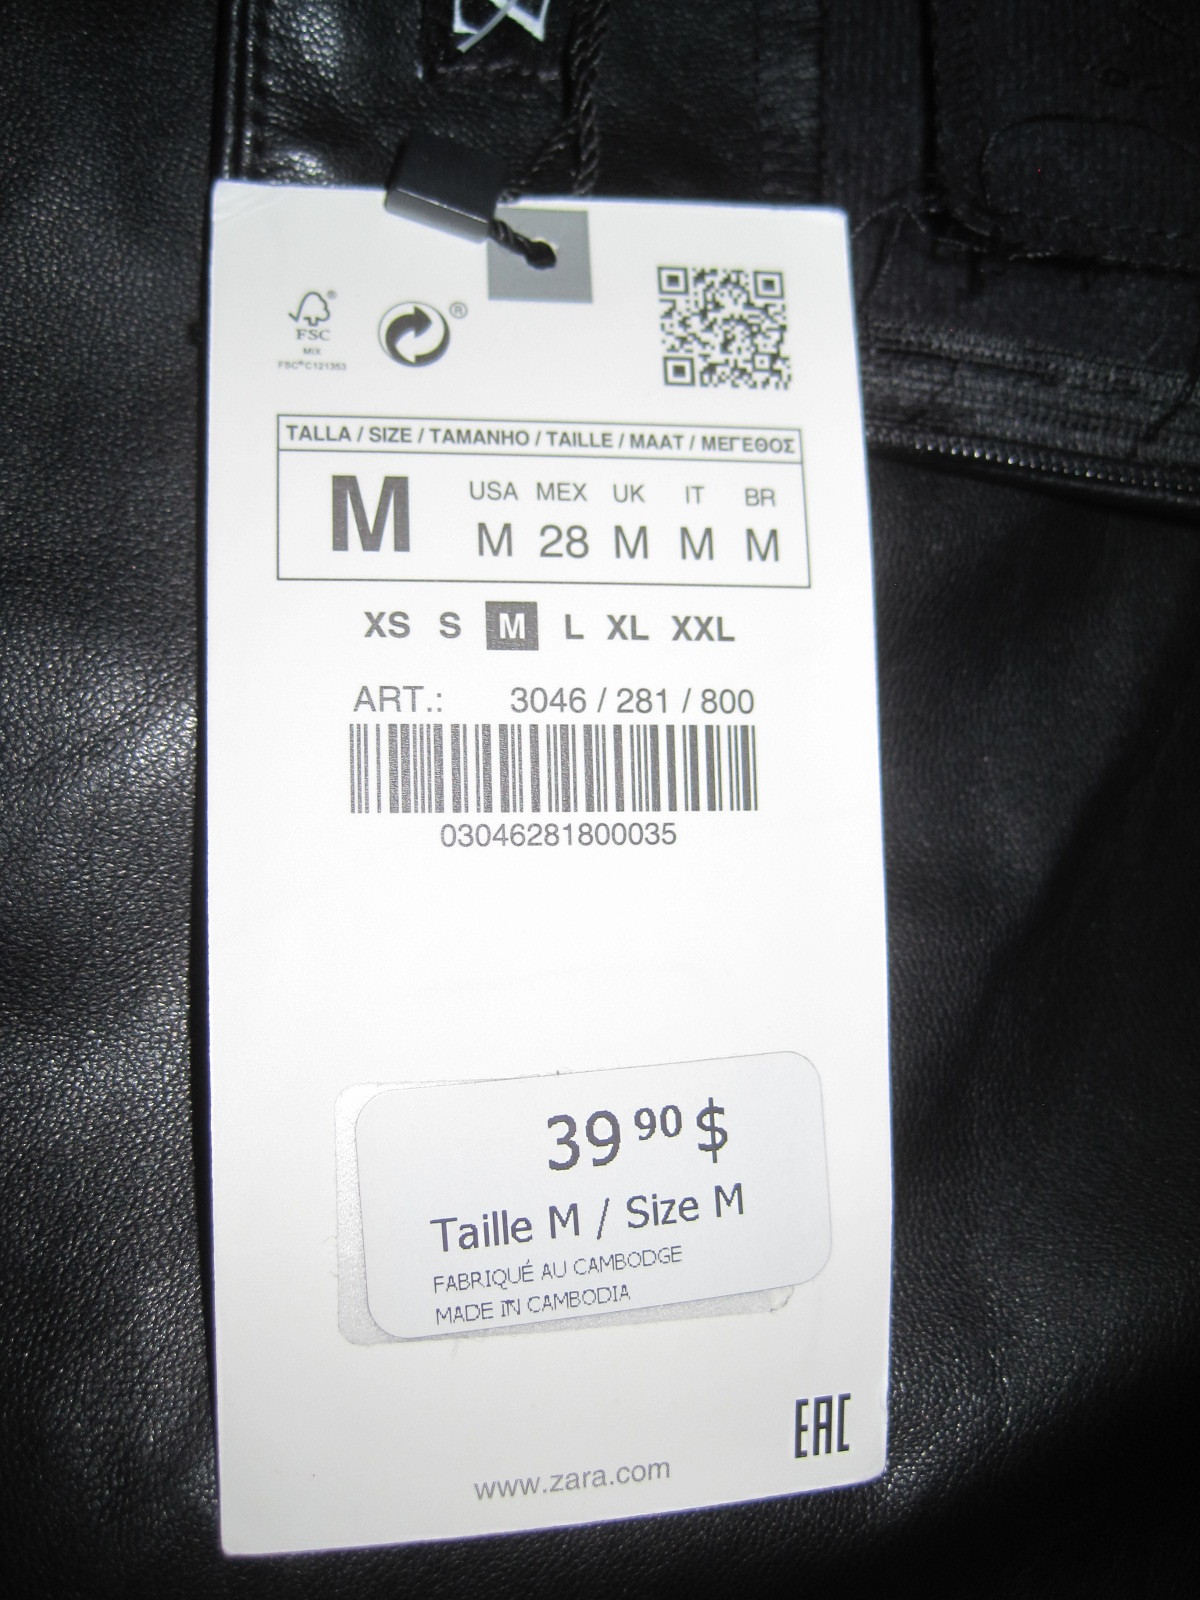 FSC
MIX
FSC® C121353
®
TALLA / SIZE / TAMANHO / TAILLE / MAAT / ΜΕΓΕΘΟΣ
M
USA MEX UK IT BR
M 28 M M M
XS S M L XL XXL
ART.: 3046 / 281 / 800
03046281800035
39 90 $
Taille M / Size M
FABRIQUÉ AU CAMBODGE
MADE IN CAMBODIA
EAC
www.zara.com